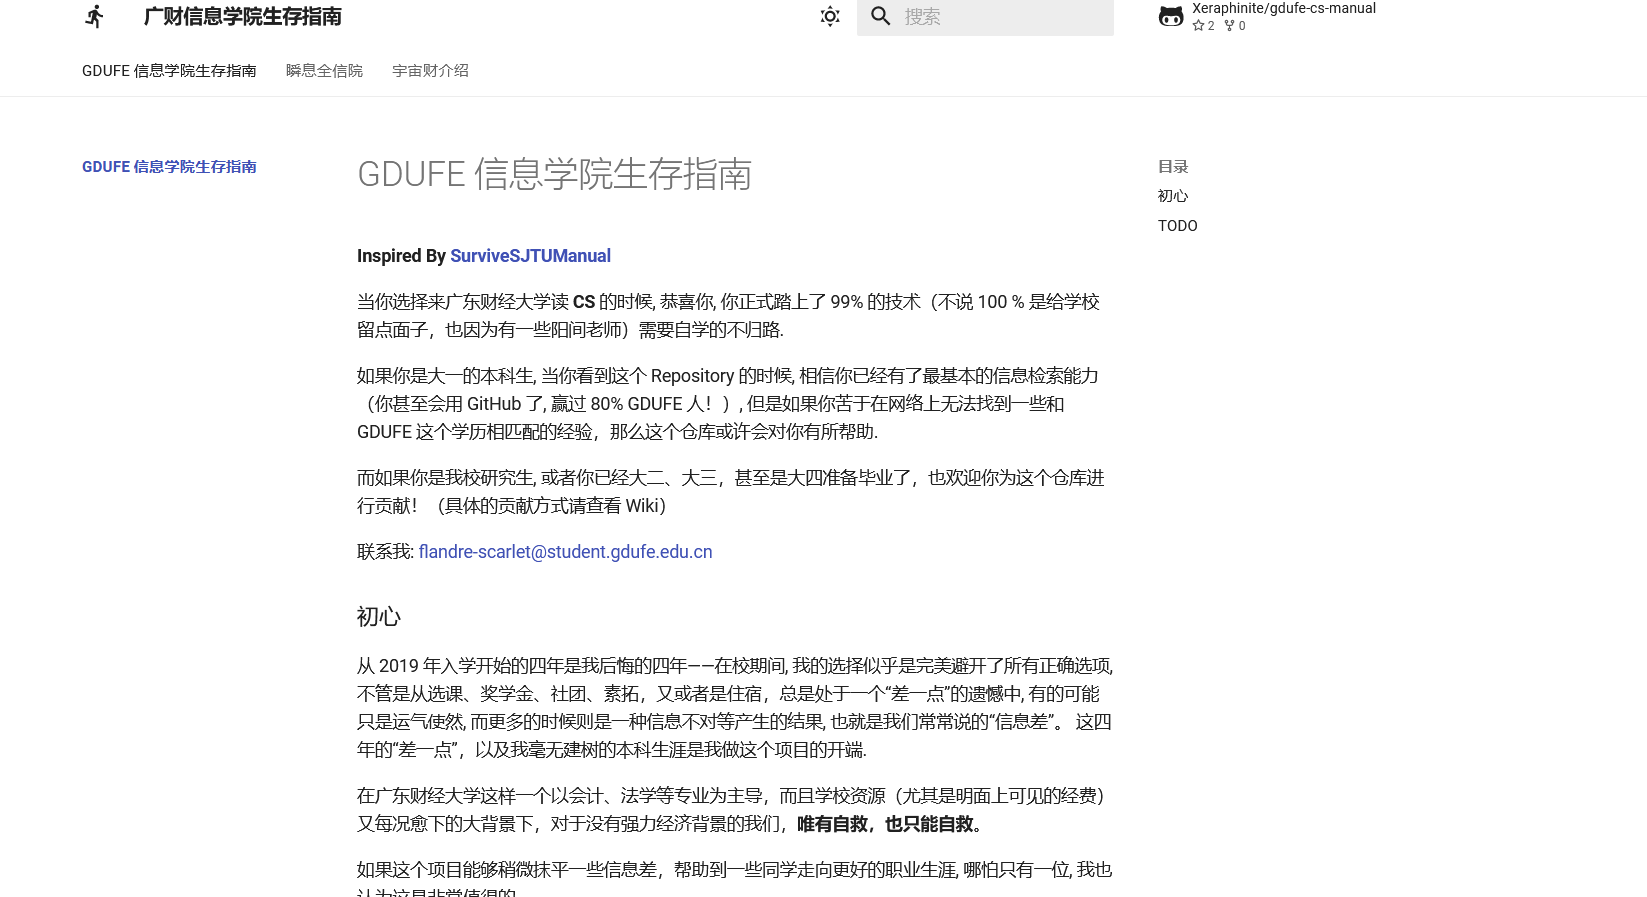 广财信息学院生存指南
搜索
Xeraphinite/gdufe-cs-manual
2 0
GDUFE 信息学院生存指南 瞬息全信院 宇宙财介绍
GDUFE 信息学院生存指南
GDUFE 信息学院生存指南
Inspired By SurviveSJTUManual
当你选择来广东财经大学读 CS 的时候, 恭喜你, 你正式踏上了 99% 的技术（不说 100 % 是给学校
留点面子，也因为有一些阳间老师）需要自学的不归路.
如果你是大一的本科生, 当你看到这个 Repository 的时候, 相信你已经有了最基本的信息检索能力
（你甚至会用 GitHub 了, 赢过 80% GDUFE 人！）, 但是如果你苦于在网络上无法找到一些和
GDUFE 这个学历相匹配的经验，那么这个仓库或许会对你有所帮助.
而如果你是我校研究生, 或者你已经大二、大三，甚至是大四准备毕业了，也欢迎你为这个仓库进
行贡献！（具体的贡献方式请查看 Wiki）
联系我: flandre-scarlet@student.gdufe.edu.cn
初心
从 2019 年入学开始的四年是我后悔的四年——在校期间, 我的选择似乎是完美避开了所有正确选项,
不管是从选课、奖学金、社团、素拓，又或者是住宿，总是处于一个“差一点”的遗憾中, 有的可能
只是运气使然, 而更多的时候则是一种信息不对等产生的结果, 也就是我们常常说的“信息差”。 这四
年的“差一点”，以及我毫无建树的本科生涯是我做这个项目的开端.
在广东财经大学这样一个以会计、法学等专业为主导，而且学校资源（尤其是明面上可见的经费）
又每况愈下的大背景下，对于没有强力经济背景的我们，唯有自救，也只能自救。
如果这个项目能够稍微抹平一些信息差，帮助到一些同学走向更好的职业生涯, 哪怕只有一位, 我也
认为这是非常值得的
目录
初心
TODO